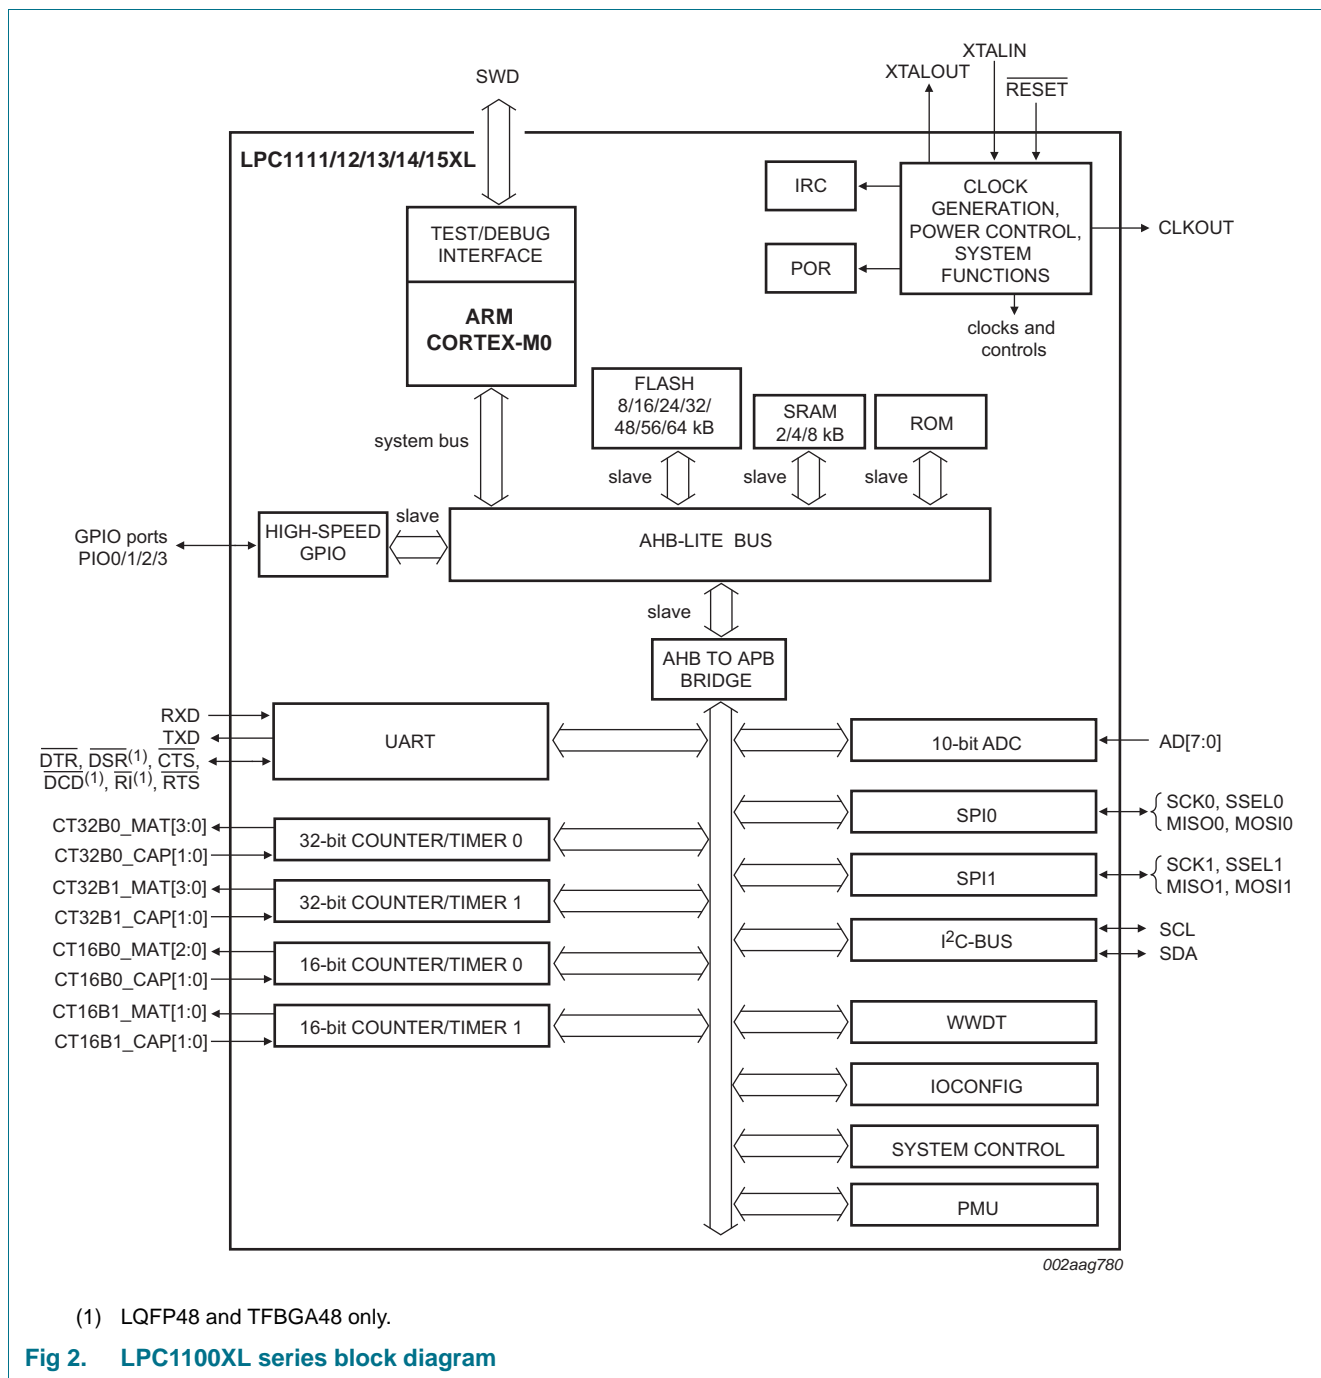 XTALIN
XTALOUT
RESET
SWD
LPC1111/12/13/14/15XL
IRC
POR
CLOCK
GENERATION,
POWER CONTROL,
SYSTEM
FUNCTIONS
CLKOUT
clocks and
controls
TEST/DEBUG
INTERFACE
ARM
CORTEX-M0
system bus
FLASH
8/16/24/32/
48/56/64 kB
SRAM
2/4/8 kB
ROM
slave
slave
slave
GPIO ports
PIO0/1/2/3
HIGH-SPEED
GPIO
slave
AHB-LITE BUS
slave
AHB TO APB
BRIDGE
RXD
TXD
DTR, DSR(1), CTS,
DCD(1), RI(1), RTS
UART
CT32B0_MAT[3:0]
CT32B0_CAP[1:0]
32-bit COUNTER/TIMER 0
CT32B1_MAT[3:0]
CT32B1_CAP[1:0]
32-bit COUNTER/TIMER 1
CT16B0_MAT[2:0]
CT16B0_CAP[1:0]
16-bit COUNTER/TIMER 0
CT16B1_MAT[1:0]
CT16B1_CAP[1:0]
16-bit COUNTER/TIMER 1
10-bit ADC
AD[7:0]
SPI0
SCK0, SSEL0
MISO0, MOSI0
SPI1
SCK1, SSEL1
MISO1, MOSI1
I2C-BUS
SCL
SDA
WWDT
IOCONFIG
SYSTEM CONTROL
PMU
002aag780
(1) LQFP48 and TFBGA48 only.
Fig 2. LPC1100XL series block diagram